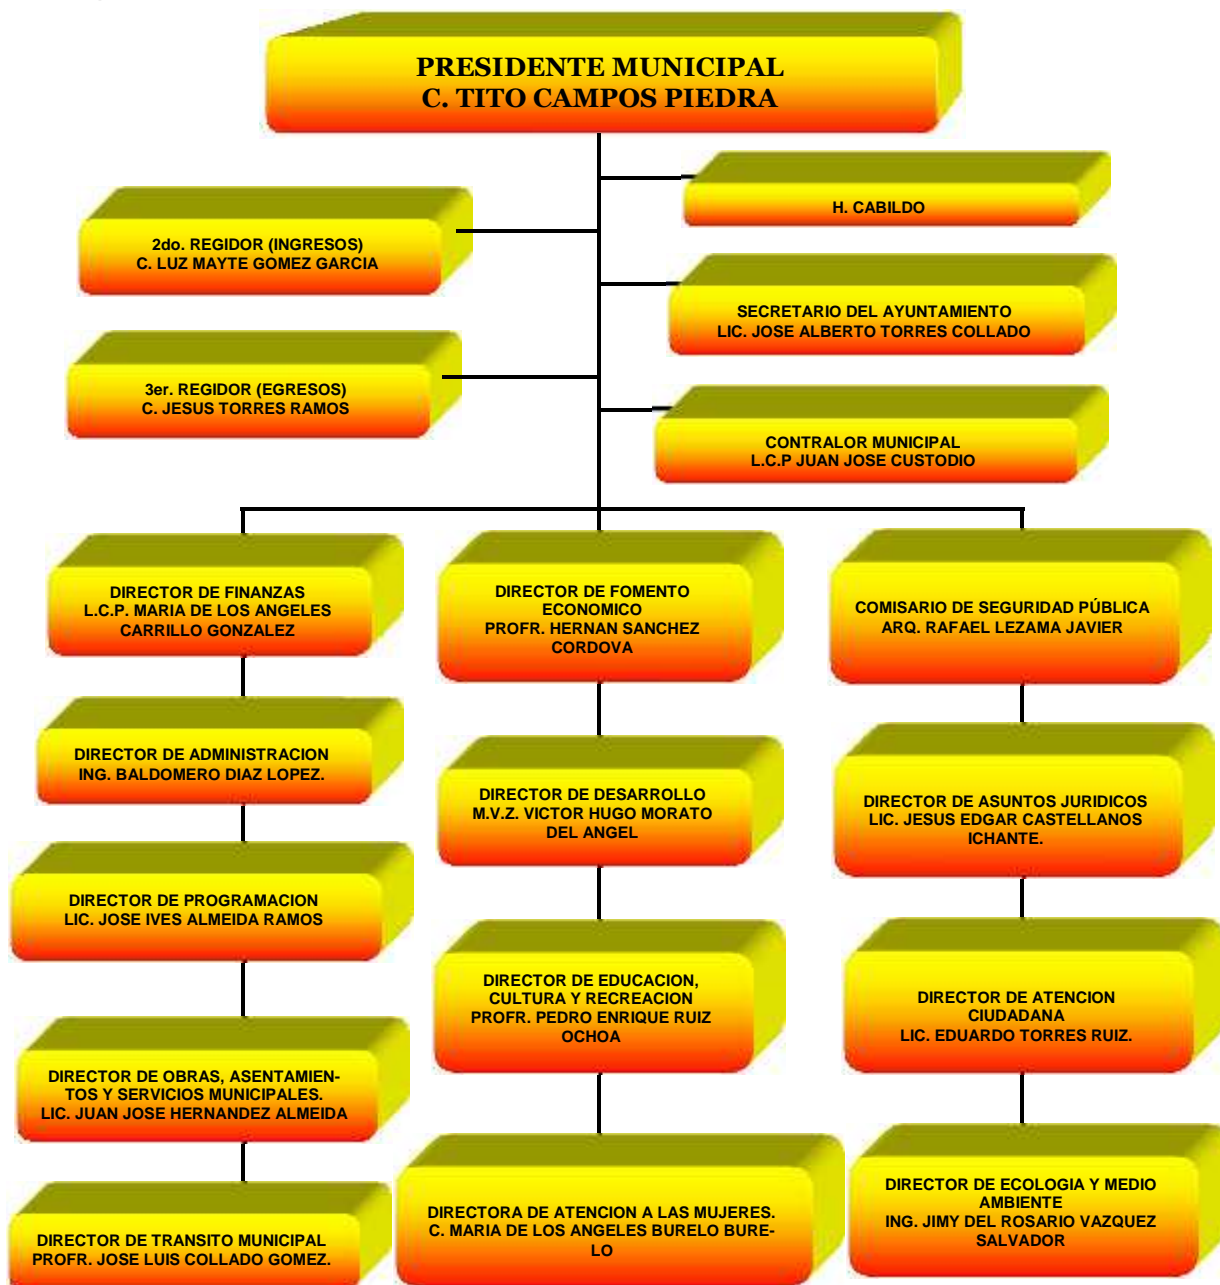 PRESIDENTE MUNICIPAL
C. TITO CAMPOS PIEDRA
H. CABILDO
2do. REGIDOR (INGRESOS)
C. LUZ MAYTE GOMEZ GARCIA
SECRETARIO DEL AYUNTAMIENTO
LIC. JOSE ALBERTO TORRES COLLADO
3er. REGIDOR (EGRESOS)
C. JESUS TORRES RAMOS
CONTRALOR MUNICIPAL
L.C.P JUAN JOSE CUSTODIO
DIRECTOR DE FINANZAS
L.C.P. MARIA DE LOS ANGELES
CARRILLO GONZALEZ
DIRECTOR DE FOMENTO
ECONOMICO
PROFR. HERNAN SANCHEZ
CORDOVA
COMISARIO DE SEGURIDAD PÚBLICA
ARQ. RAFAEL LEZAMA JAVIER
DIRECTOR DE ADMINISTRACION
ING. BALDOMERO DIAZ LOPEZ.
DIRECTOR DE DESARROLLO
M.V.Z. VICTOR HUGO MORATO
DEL ANGEL
DIRECTOR DE ASUNTOS JURIDICOS
LIC. JESUS EDGAR CASTELLANOS
ICHANTE.
DIRECTOR DE PROGRAMACION
LIC. JOSE IVES ALMEIDA RAMOS
DIRECTOR DE EDUCACION,
CULTURA Y RECREACION
PROFR. PEDRO ENRIQUE RUIZ
OCHOA
DIRECTOR DE ATENCION
CIUDADANA
LIC. EDUARDO TORRES RUIZ.
DIRECTOR DE OBRAS, ASENTAMIEN-
TOS Y SERVICIOS MUNICIPALES.
LIC. JUAN JOSE HERNANDEZ ALMEIDA
DIRECTORA DE ATENCION A LAS MUJERES.
C. MARIA DE LOS ANGELES BURELO BURE-
LO
DIRECTOR DE ECOLOGIA Y MEDIO
AMBIENTE
ING. JIMY DEL ROSARIO VAZQUEZ
SALVADOR
DIRECTOR DE TRANSITO MUNICIPAL
PROFR. JOSE LUIS COLLADO GOMEZ.